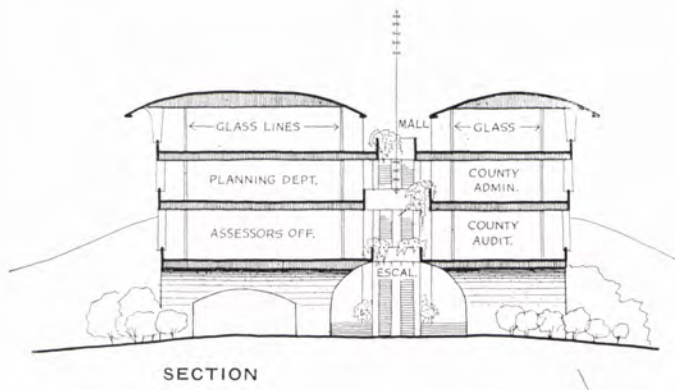 MALL
GLASS LINES
GLASS
PLANNING DEPT.
COUNTY
ADMIN.
ASSESSORS OFF.
COUNTY
AUDIT.
ESCAL.
SECTION